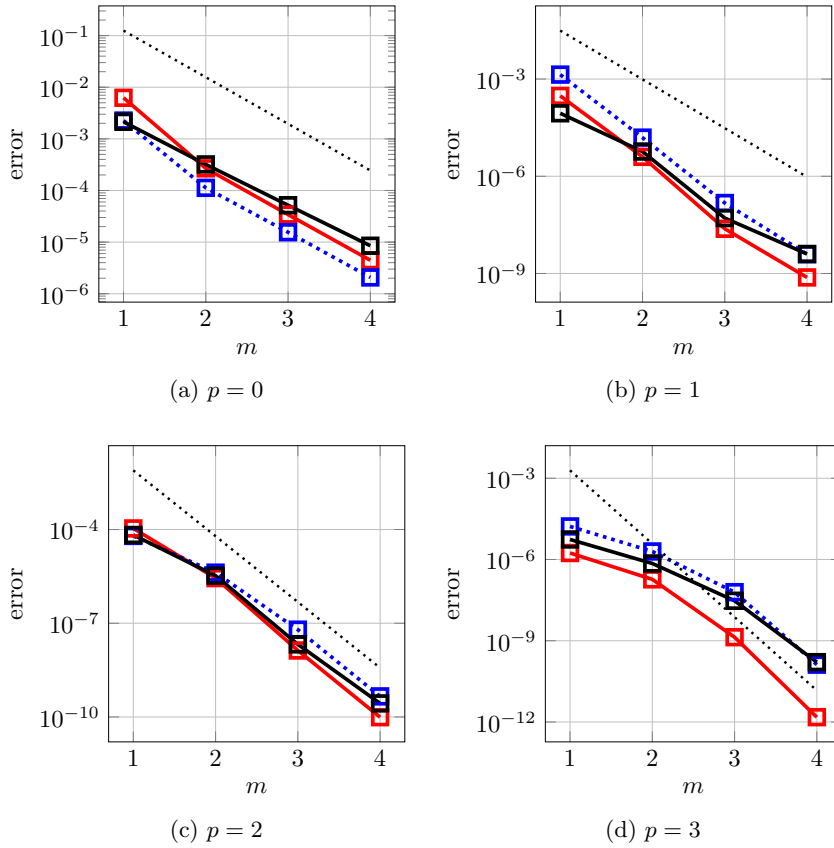 10⁻¹
10⁻²
10⁻³
10⁻⁴
10⁻⁵
10⁻⁶
error
1 2 3 4
m
(a) p = 0
10⁻³
10⁻⁶
10⁻⁹
error
1 2 3 4
m
(b) p = 1
10⁻⁴
10⁻⁷
10⁻¹⁰
error
1 2 3 4
m
(c) p = 2
10⁻³
10⁻⁶
10⁻⁹
10⁻¹²
error
1 2 3 4
m
(d) p = 3